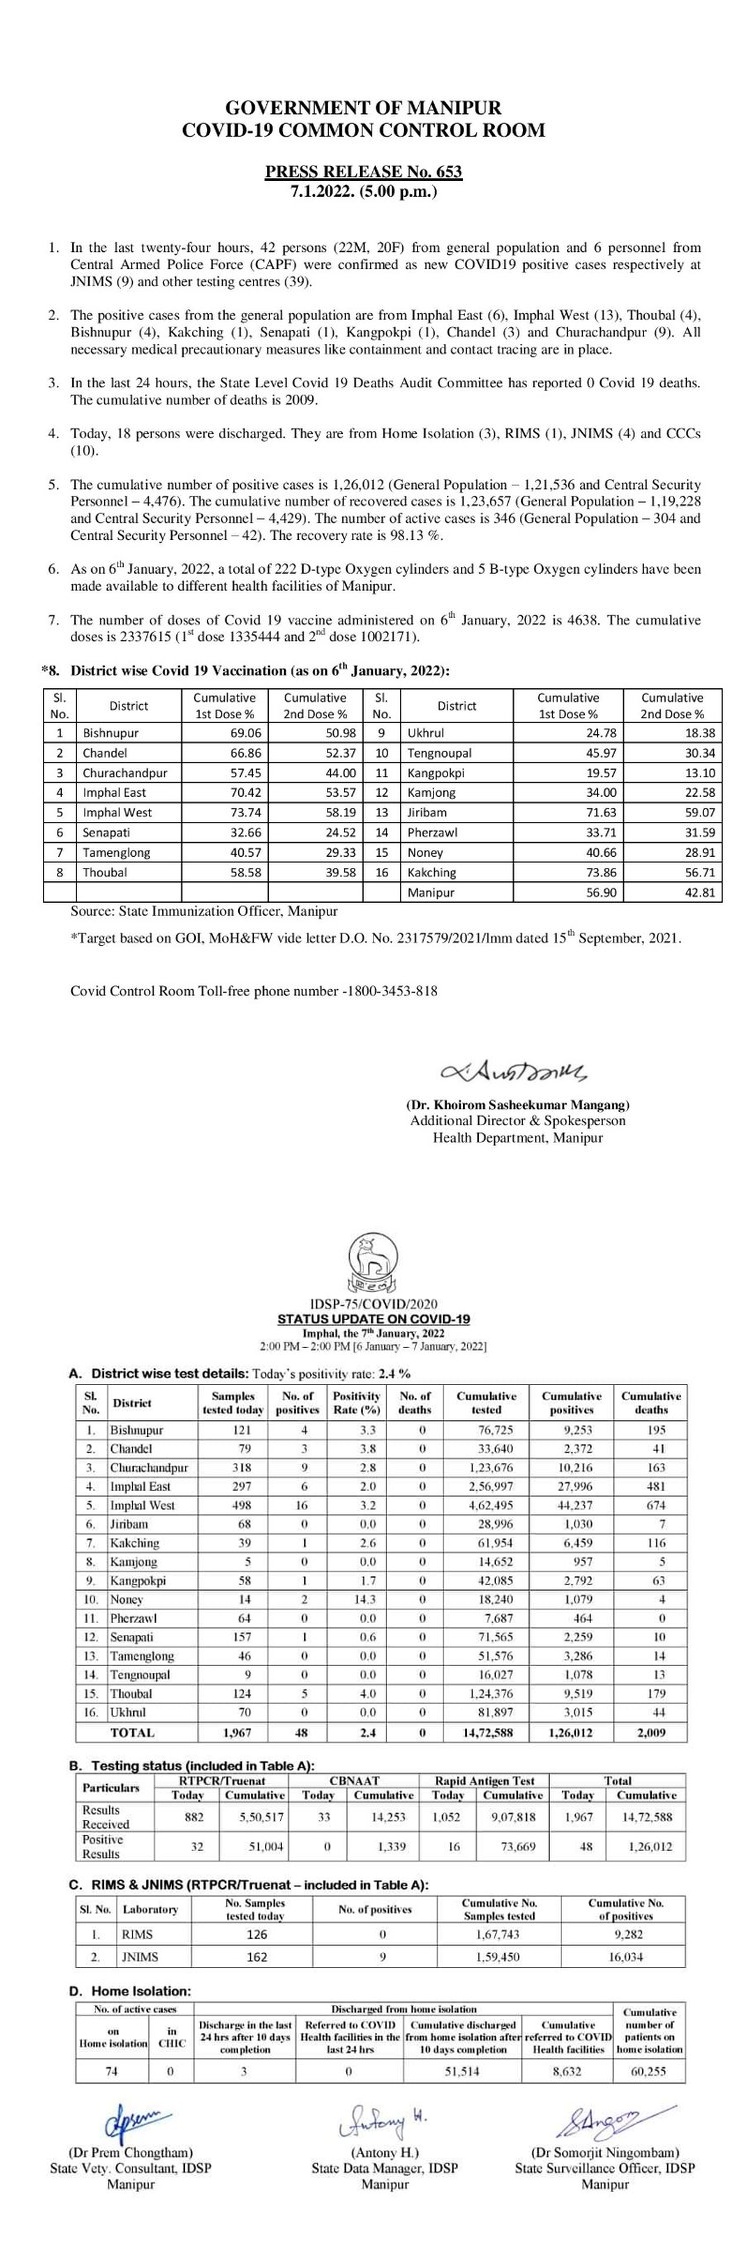 GOVERNMENT OF MANIPUR
COVID-19 COMMON CONTROL ROOM
PRESS RELEASE No. 653
7.1.2022. (5.00 p.m.)
1. In the last twenty-four hours, 42 persons (22M, 20F) from general population and 6 personnel from
Central Armed Police Force (CAPF) were confirmed as new COVID19 positive cases respectively at
JNIMS (9) and other testing centres (39).
2. The positive cases from the general population are from Imphal East (6), Imphal West (13), Thoubal (4),
Bishnupur (4), Kakching (1), Senapati (1), Kangpokpi (1), Chandel (3) and Churachandpur (9). All
necessary medical precautionary measures like containment and contact tracing are in place.
3. In the last 24 hours, the State Level Covid 19 Deaths Audit Committee has reported 0 Covid 19 deaths.
The cumulative number of deaths is 2009.
4. Today, 18 persons were discharged. They are from Home Isolation (3), RIMS (1), JNIMS (4) and CCCs
(10).
5. The cumulative number of positive cases is 1,26,012 (General Population – 1,21,536 and Central Security
Personnel – 4,476). The cumulative number of recovered cases is 1,23,657 (General Population – 1,19,228
and Central Security Personnel – 4,429). The number of active cases is 346 (General Population – 304 and
Central Security Personnel – 42). The recovery rate is 98.13 %.
6. As on 6th January, 2022, a total of 222 D-type Oxygen cylinders and 5 B-type Oxygen cylinders have been
made available to different health facilities of Manipur.
7. The number of doses of Covid 19 vaccine administered on 6th January, 2022 is 4638. The cumulative
doses is 2337615 (1st dose 1335444 and 2nd dose 1002171).
*8. District wise Covid 19 Vaccination (as on 6th January, 2022):
Sl. No. District Cumulative 1st Dose % Cumulative 2nd Dose % Sl. No. District Cumulative 1st Dose % Cumulative 2nd Dose %
1 Bishnupur 69.06 50.98 9 Ukhrul 24.78 18.38
2 Chandel 66.86 52.37 10 Tengnoupal 45.97 30.34
3 Churachandpur 57.45 44.00 11 Kangpokpi 19.57 13.10
4 Imphal East 70.42 53.57 12 Kamjong 34.00 22.58
5 Imphal West 73.74 58.19 13 Jiribam 71.63 59.07
6 Senapati 32.66 24.52 14 Pherzawl 33.71 31.59
7 Tamenglong 40.57 29.33 15 Noney 40.66 28.91
8 Thoubal 58.58 39.58 16 Kakching 73.86 56.71
Manipur 56.90 42.81
Source: State Immunization Officer, Manipur
*Target based on GOI, MoH&FW vide letter D.O. No. 2317579/2021/Imm dated 15th September, 2021.
Covid Control Room Toll-free phone number -1800-3453-818
(Dr. Khoirom Sasheekumar Mangang)
Additional Director & Spokesperson
Health Department, Manipur
IDSP-75/COVID/2020
STATUS UPDATE ON COVID-19
Imphal, the 7th January, 2022
2:00 PM – 2:00 PM [6 January – 7 January, 2022]
A. District wise test details: Today's positivity rate: 2.4 %
Sl. No. District Samples tested today No. of positives Positivity Rate (%) No. of deaths Cumulative tested Cumulative positives Cumulative deaths
1. Bishnupur 121 4 3.3 0 76,725 9,253 195
2. Chandel 79 3 3.8 0 33,640 2,372 41
3. Churachandpur 318 9 2.8 0 1,23,676 10,216 163
4. Imphal East 297 6 2.0 0 2,56,997 27,996 481
5. Imphal West 498 16 3.2 0 4,62,495 44,237 674
6. Jiribam 68 0 0.0 0 28,996 1,030 7
7. Kakching 39 1 2.6 0 61,954 6,459 116
8. Kamjong 5 0 0.0 0 14,652 957 5
9. Kangpokpi 58 1 1.7 0 42,085 2,792 63
10. Noney 14 2 14.3 0 18,240 1,079 4
11. Pherzawl 64 0 0.0 0 7,687 464 0
12. Senapati 157 1 0.6 0 71,565 2,259 10
13. Tamenglong 46 0 0.0 0 51,576 3,286 14
14. Tengnoupal 9 0 0.0 0 16,027 1,078 13
15. Thoubal 124 5 4.0 0 1,24,376 9,519 179
16. Ukhrul 70 0 0.0 0 81,897 3,015 44
TOTAL 1,967 48 2.4 0 14,72,588 1,26,012 2,009
B. Testing status (included in Table A):
Particulars RTPCR/Truenat CBNAAT Rapid Antigen Test Total
Today Cumulative Today Cumulative Today Cumulative Today Cumulative
Results Received 882 5,50,517 33 14,253 1,052 9,07,818 1,967 14,72,588
Positive Results 32 51,004 0 1,339 16 73,669 48 1,26,012
C. RIMS & JNIMS (RTPCR/Truenat – included in Table A):
Sl. No. Laboratory No. Samples tested today No. of positives Cumulative No. Samples tested Cumulative No. of positives
1. RIMS 126 0 1,67,743 9,282
2. JNIMS 162 9 1,59,450 16,034
D. Home Isolation:
No. of active cases Discharged from home isolation Cumulative number of patients on home isolation
on Home isolation in CHIC Discharge in the last 24 hrs after 10 days completion Referred to COVID Health facilities in the last 24 hrs Cumulative discharged from home isolation after 10 days completion Cumulative referred to COVID Health facilities
74 0 3 0 51,514 8,632 60,255
Antony H.
(Dr Prem Chongtham) (Antony H.) (Dr Somorjit Ningombam)
State Vety. Consultant, IDSP State Data Manager, IDSP State Surveillance Officer, IDSP
Manipur Manipur Manipur